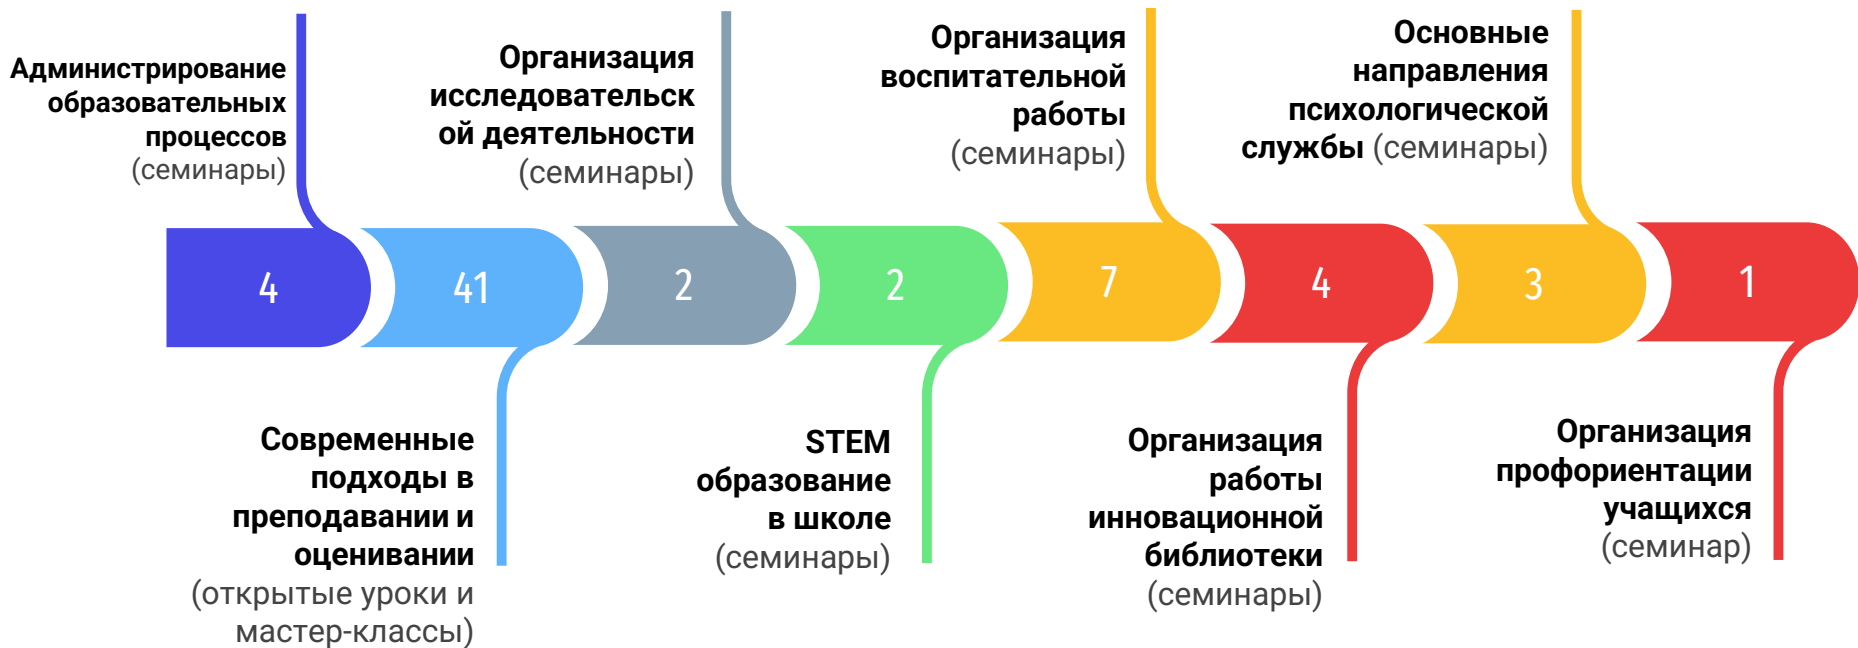 Администрирование
образовательных
процессов
(семинары)
Организация
исследовательск
ой деятельности
(семинары)
Организация
воспитательной
работы
(семинары)
Основные
направления
психологической
службы (семинары)
4
41
2
2
7
4
3
1
Современные
подходы в
преподавании и
оценивании
(открытые уроки и
мастер-классы)
STEM
образование
в школе
(семинары)
Организация
работы
инновационной
библиотеки
(семинары)
Организация
профориентации
учащихся
(семинар)